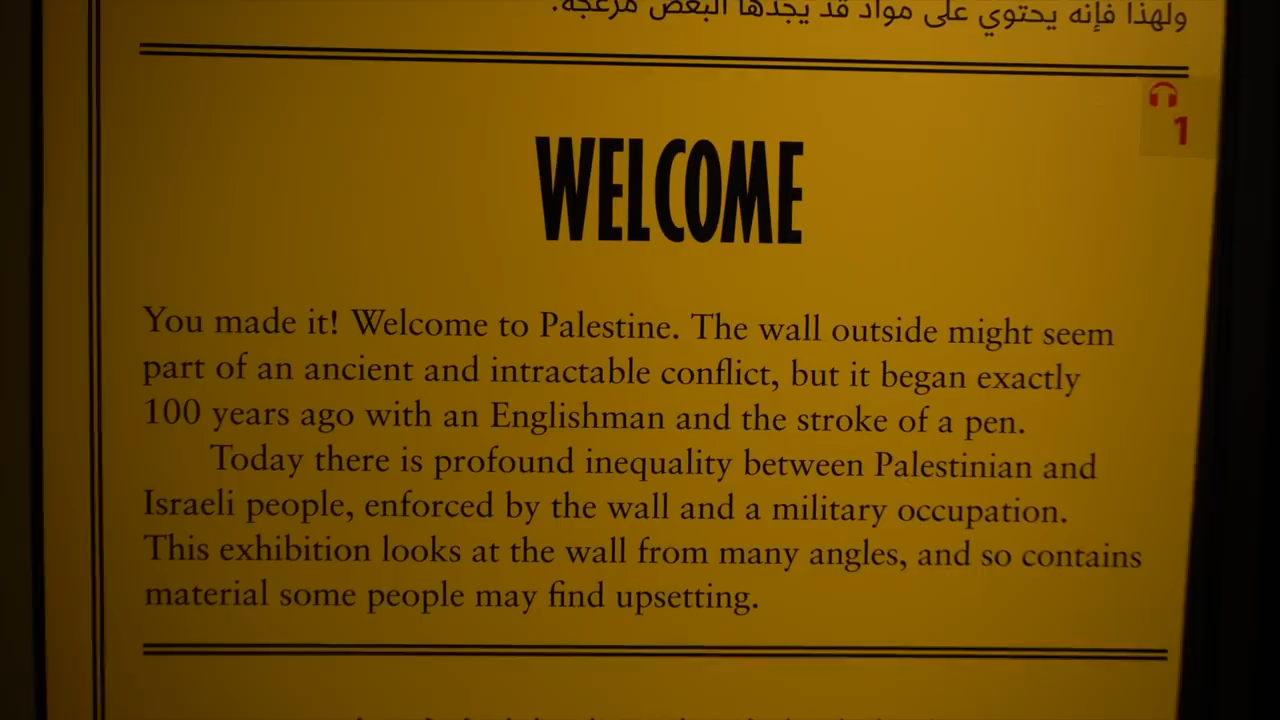 ولهذا فإنه يحتوي على مواد قد يجدها البعض مزعجة.
1
WELCOME
You made it! Welcome to Palestine. The wall outside might seem
part of an ancient and intractable conflict, but it began exactly
100 years ago with an Englishman and the stroke of a pen.
Today there is profound inequality between Palestinian and
Israeli people, enforced by the wall and a military occupation.
This exhibition looks at the wall from many angles, and so contains
material some people may find upsetting.